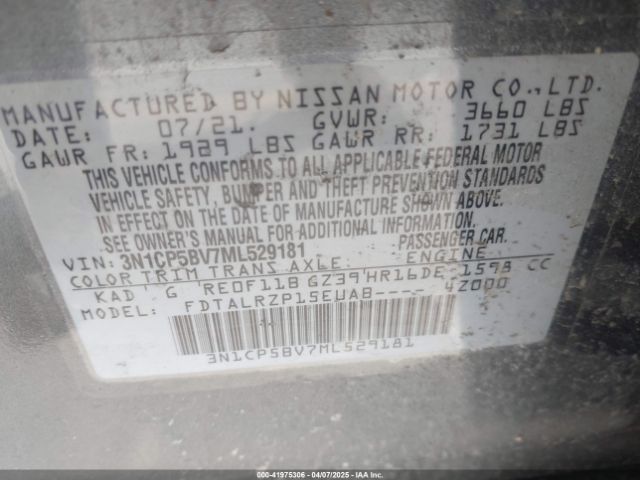 MANUFACTURED BY NISSAN MOTOR CO., LTD.
DATE: 07/21. GVWR: 3660 LBS
GAWR FR: 1929 LBS GAWR RR: 1731 LBS
THIS VEHICLE CONFORMS TO ALL APPLICABLE FEDERAL MOTOR
VEHICLE SAFETY, BUMPER AND THEFT PREVENTION STANDARDS
IN EFFECT ON THE DATE OF MANUFACTURE SHOWN ABOVE.
SEE OWNER'S MANUAL FOR ADDITIONAL INFORMATION.
VIN: 3N1CP5BV7ML529181 PASSENGER CAR.
COLOR TRIM TRANS AXLE. ENGINE
KAD G RE0F11B GZ39 HR16DE-1598 CC
MODEL: FDTALRZP15EUAB---- 4Z000
3N1CP5BV7ML529181
000-41975306 - 04/07/2025 - IAAI.COM